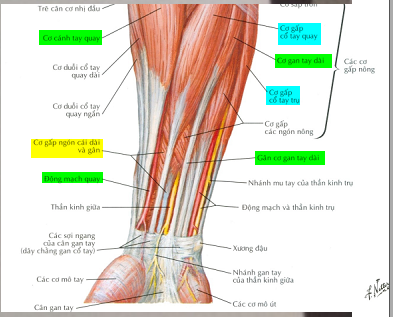 Trẽ cân cơ nhị đầu
Cơ cánh tay quay
Cơ duỗi cổ tay
quay dài
Cơ duỗi cổ tay
quay ngắn
Cơ gấp ngón cái dài
và gân
Động mạch quay
Thần kinh giữa
Các sợi ngang
của cân gan tay
(dây chằng gan cổ tay)
Các cơ mô tay
Cân gan tay
Cơ sấp tròn
Cơ gấp
cổ tay quay
Cơ gan tay dài
Cơ gấp
cổ tay trụ
Các cơ
gấp nông
Cơ gấp
các ngón nông
Gân cơ gan tay dài
Nhánh mu tay của thần kinh trụ
Động mạch và thần kinh trụ
Xương đậu
Nhánh gan tay
của thần kinh giữa
Các cơ mô út